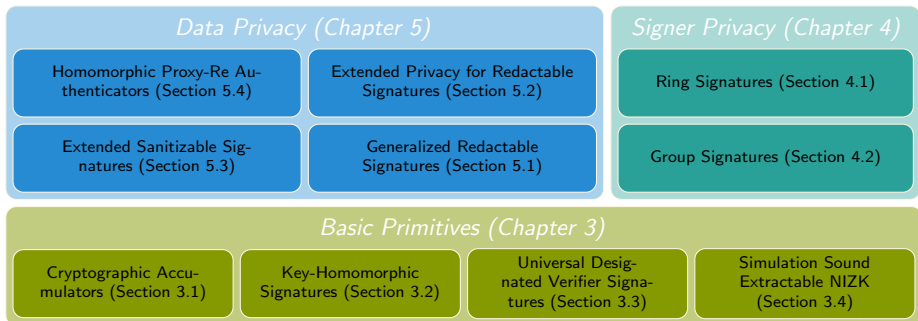 Data Privacy (Chapter 5)
Homomorphic Proxy-Re Au-
thenticators (Section 5.4)
Extended Privacy for Redactable
Signatures (Section 5.2)
Extended Sanitizable Sig-
natures (Section 5.3)
Generalized Redactable
Signatures (Section 5.1)
Signer Privacy (Chapter 4)
Ring Signatures (Section 4.1)
Group Signatures (Section 4.2)
Basic Primitives (Chapter 3)
Cryptographic Accu-
mulators (Section 3.1)
Key-Homomorphic
Signatures (Section 3.2)
Universal Desig-
nated Verifier Signa-
tures (Section 3.3)
Simulation Sound
Extractable NIZK
(Section 3.4)